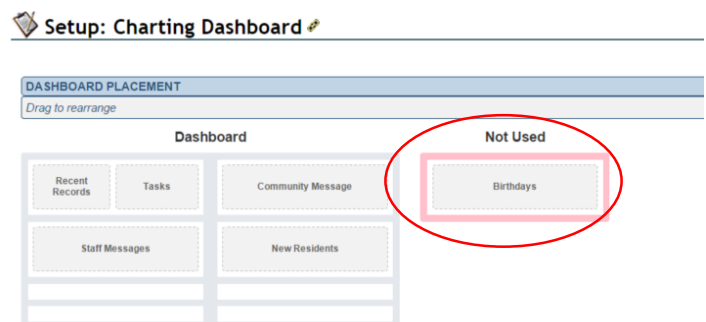 Setup: Charting Dashboard
DASHBOARD PLACEMENT
Drag to rearrange
Dashboard
Not Used
Recent
Records
Tasks
Community Message
Birthdays
Staff Messages
New Residents